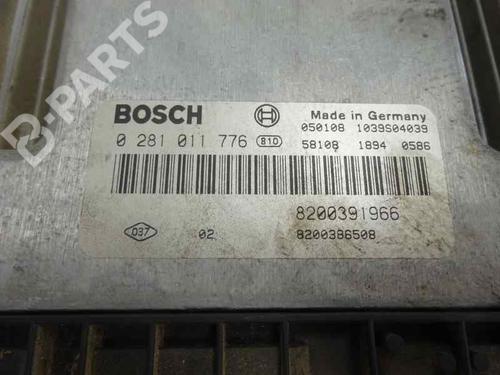 B-PARTS
BOSCH
Made in Germany
050108 1039S04039
0 281 011 776 810
58108 1894 0586
8200391966
037 02 8200386508